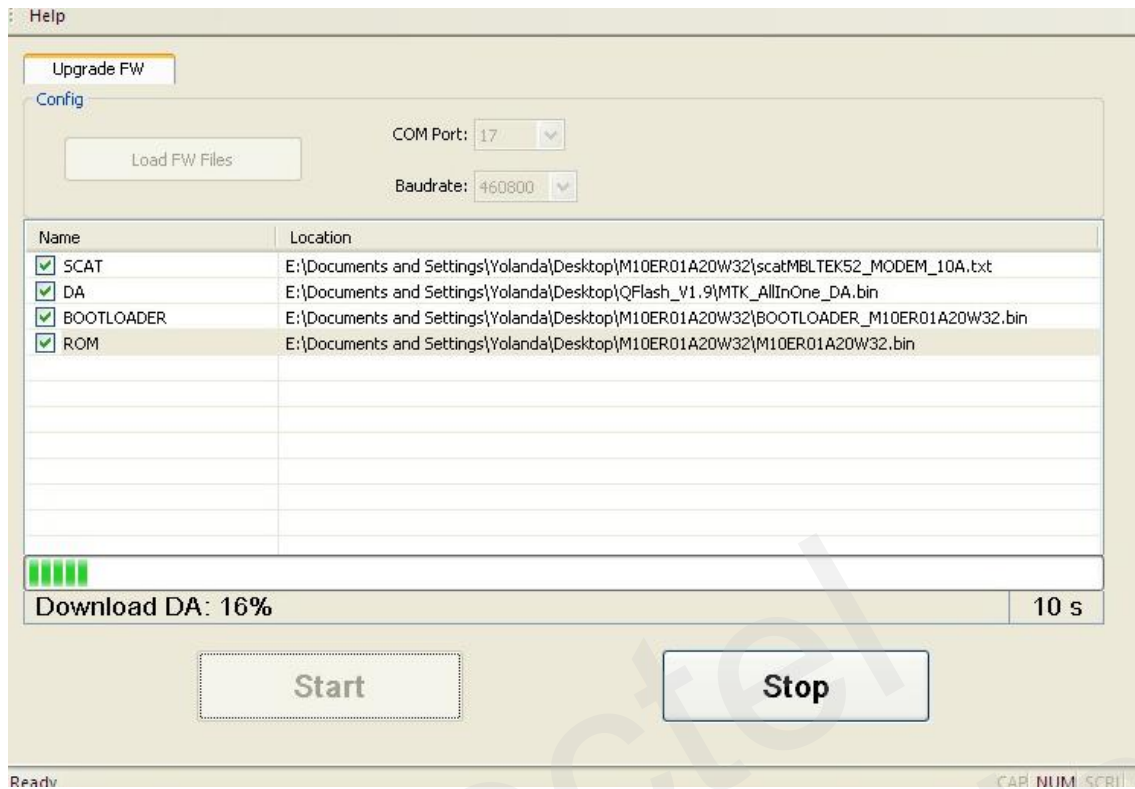 Help
Upgrade FW
Config
Load FW Files
COM Port: 17
Baudrate: 460800
Name Location
SCAT E:\Documents and Settings\Yolanda\Desktop\M10ER01A20W32\scatMBLTEK52_MODEM_10A.txt
DA E:\Documents and Settings\Yolanda\Desktop\QFlash_V1.9\MTK_AllInOne_DA.bin
BOOTLOADER E:\Documents and Settings\Yolanda\Desktop\M10ER01A20W32\BOOTLOADER_M10ER01A20W32.bin
ROM E:\Documents and Settings\Yolanda\Desktop\M10ER01A20W32\M10ER01A20W32.bin
Download DA: 16% 10 s
Start Stop
Ready CAP NUM SCRL